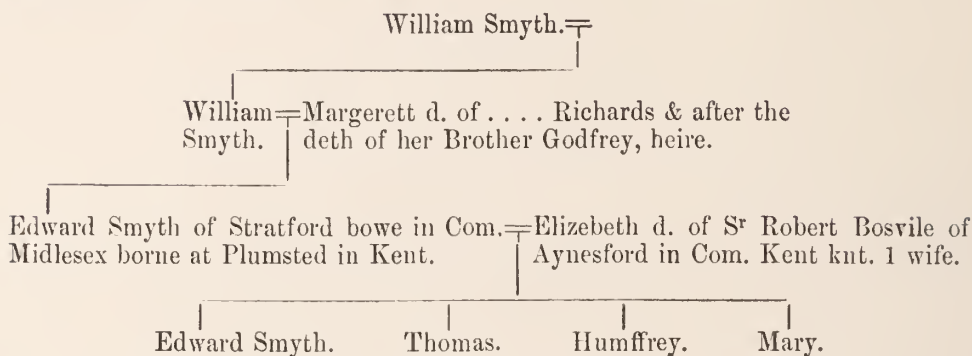 William Smyth.
William Margerett d. of . . . . Richards & after the
Smyth. deth of her Brother Godfrey, heire.
Edward Smyth of Stratford bowe in Com. Elizebeth d. of Sr Robert Bosvile of
Midlesex borne at Plumsted in Kent. Aynesford in Com. Kent knt. 1 wife.
Edward Smyth. Thomas. Humffrey. Mary.